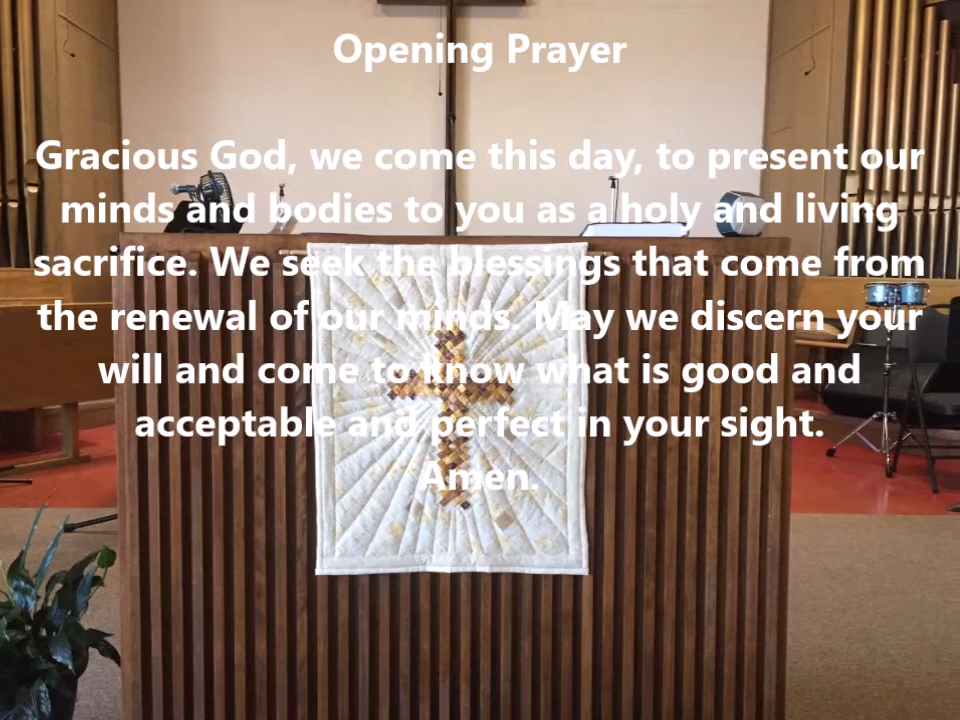 Opening Prayer
Gracious God, we come this day, to present our
minds and bodies to you as a holy and living
sacrifice. We seek the blessings that come from
the renewal of our minds. May we discern your
will and come to know what is good and
acceptable and perfect in your sight.
Amen.